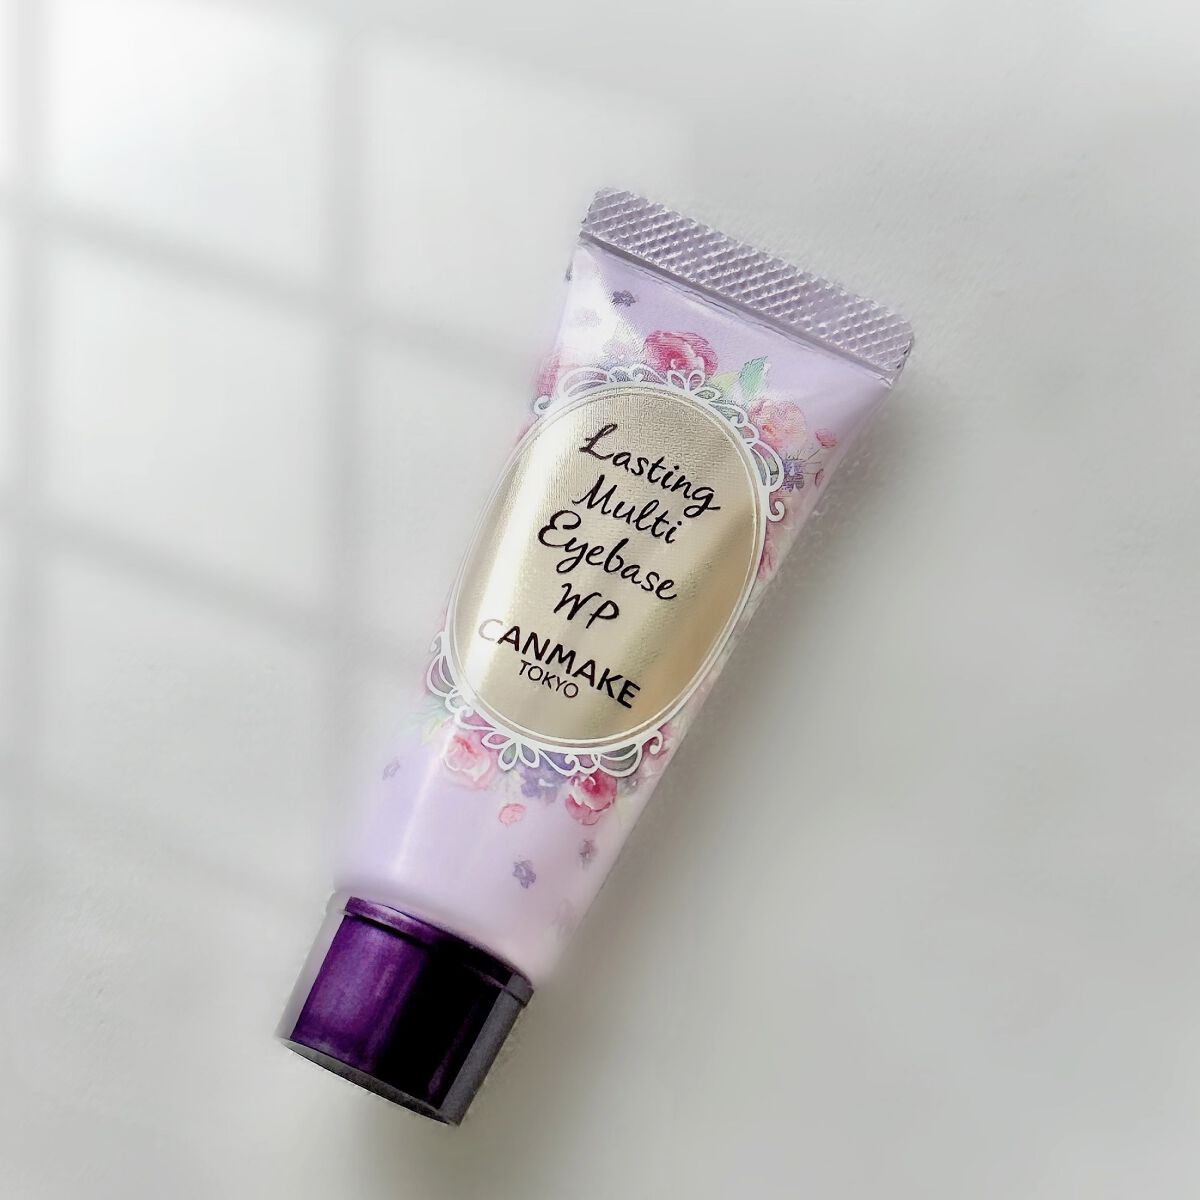 Lasting
Multi
Eyebase
WP
CANMAKE
TOKYO